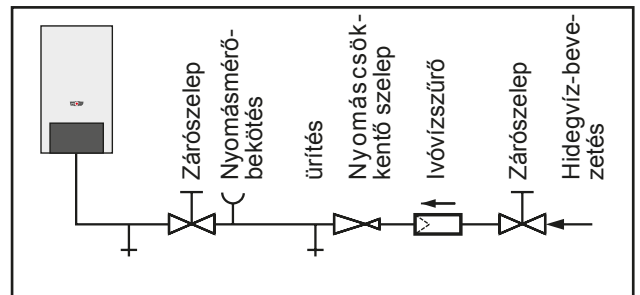 Zárószelep
Nyomásmérő-
bekötés
ürítés
Nyomáscsök-
kentő szelep
Ivóvízszűrő
Zárószelep
Hidegvíz-beve-
zetés